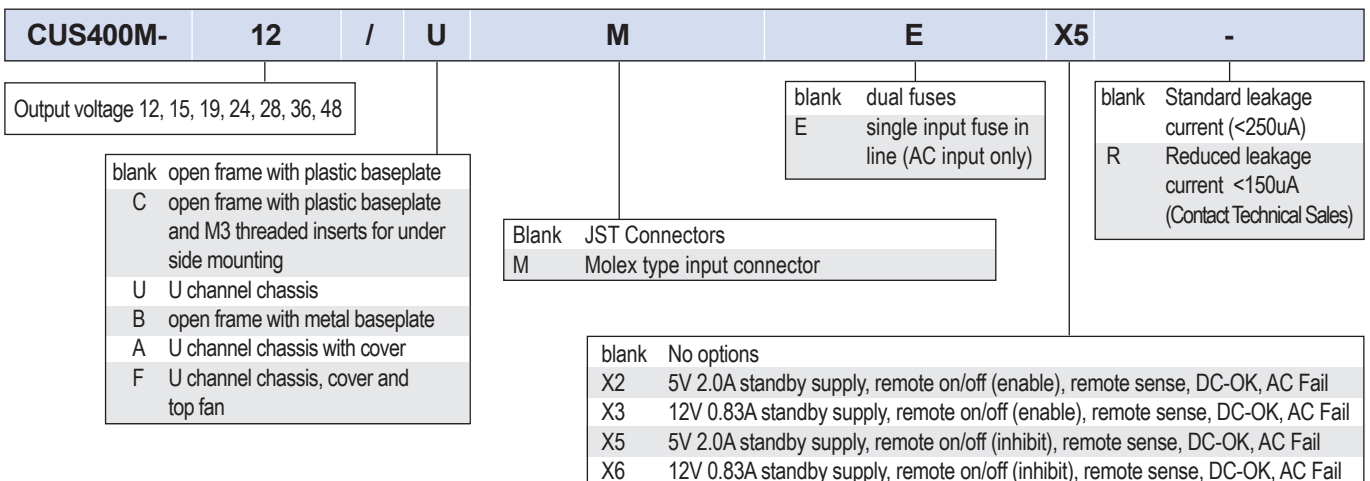 CUS400M- 12 / U M E X5 -
Output voltage 12, 15, 19, 24, 28, 36, 48
blank open frame with plastic baseplate
C open frame with plastic baseplate
and M3 threaded inserts for under
side mounting
U U channel chassis
B open frame with metal baseplate
A U channel chassis with cover
F U channel chassis, cover and
top fan
Blank JST Connectors
M Molex type input connector
blank dual fuses
E single input fuse in
line (AC input only)
blank No options
X2 5V 2.0A standby supply, remote on/off (enable), remote sense, DC-OK, AC Fail
X3 12V 0.83A standby supply, remote on/off (enable), remote sense, DC-OK, AC Fail
X5 5V 2.0A standby supply, remote on/off (inhibit), remote sense, DC-OK, AC Fail
X6 12V 0.83A standby supply, remote on/off (inhibit), remote sense, DC-OK, AC Fail
blank Standard leakage
current (<250uA)
R Reduced leakage
current <150uA
(Contact Technical Sales)